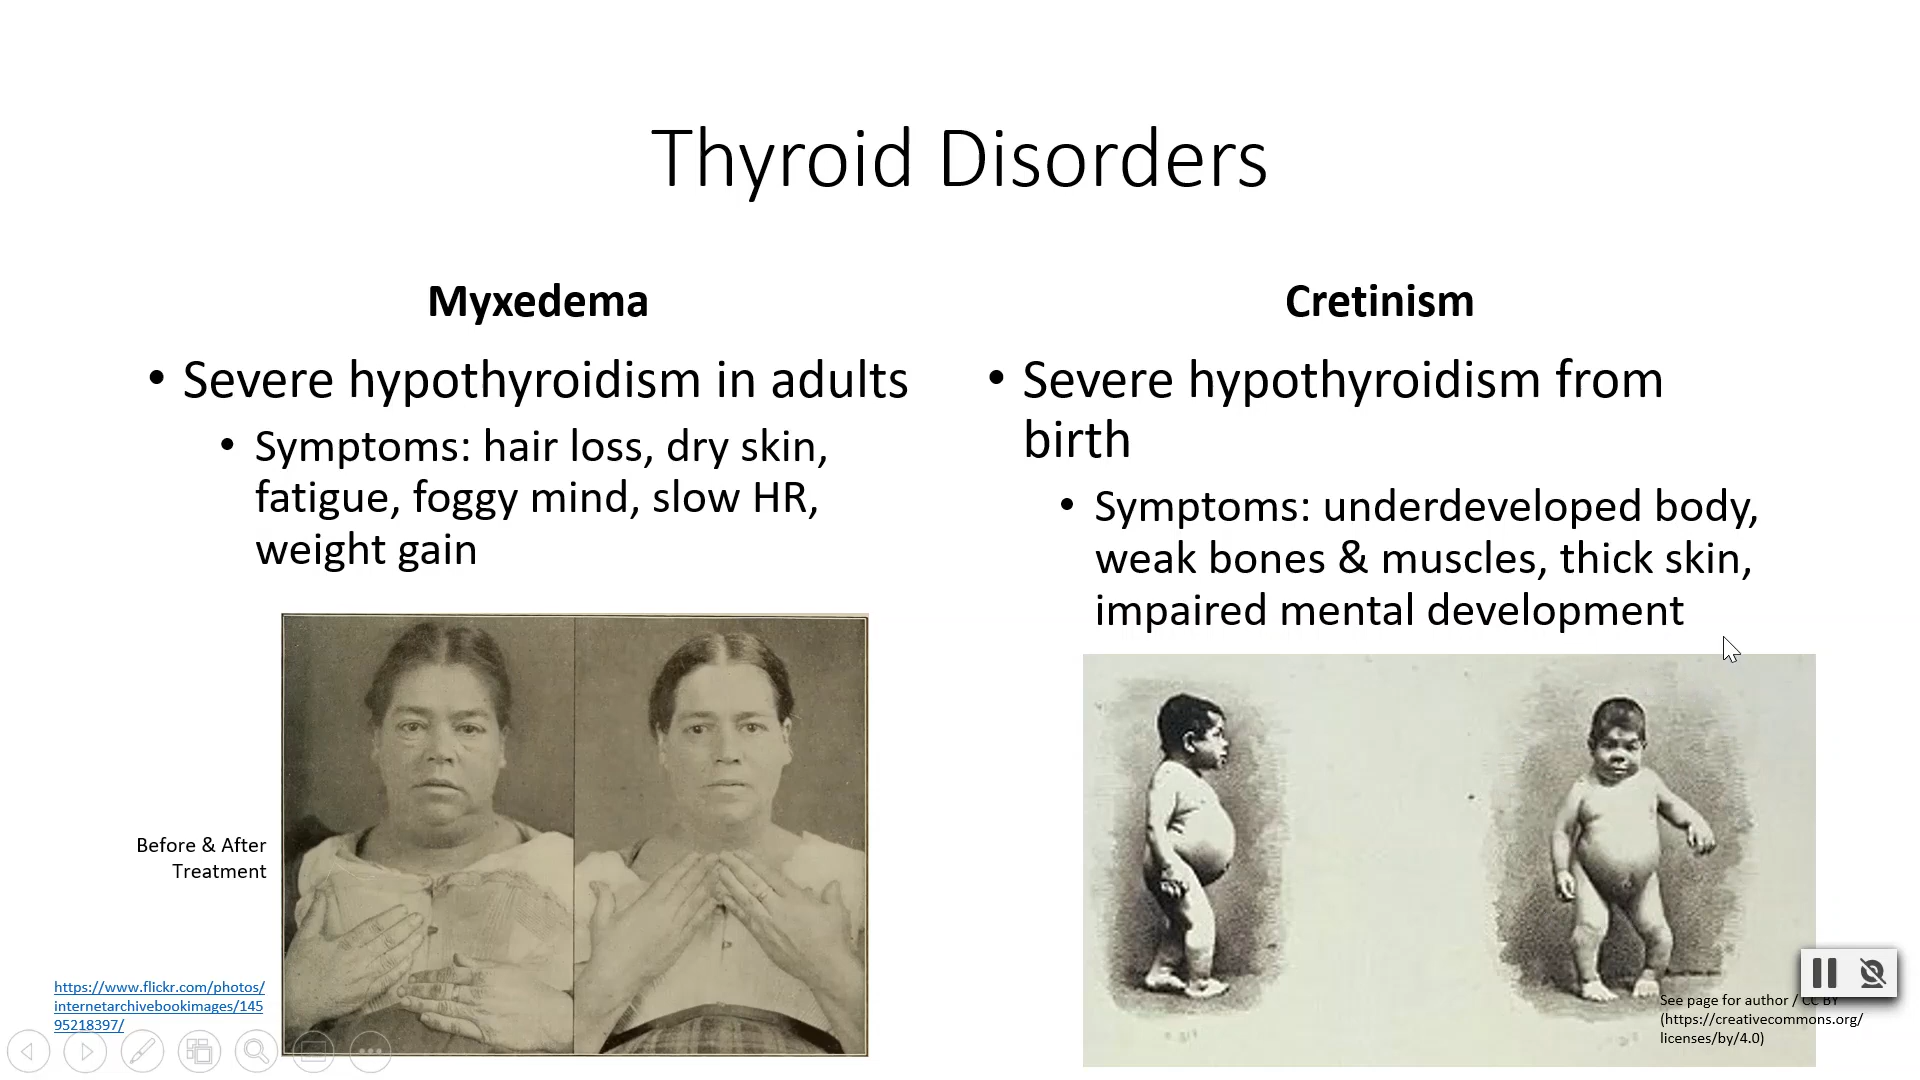 Thyroid Disorders
Myxedema
• Severe hypothyroidism in adults
• Symptoms: hair loss, dry skin,
fatigue, foggy mind, slow HR,
weight gain
Before & After
Treatment
https://www.flickr.com/photos/
internetarchivebookimages/145
95218397/
Cretinism
• Severe hypothyroidism from
birth
• Symptoms: underdeveloped body,
weak bones & muscles, thick skin,
impaired mental development
See page for author / CC BY
(https://creativecommons.org/
licenses/by/4.0)